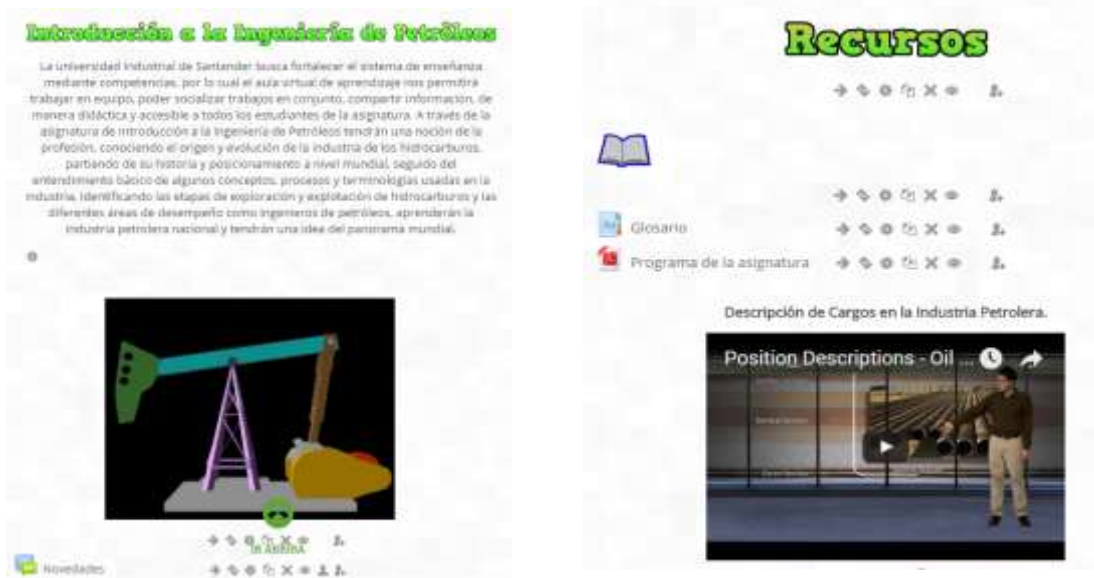 Introducción a la Ingeniería de Petróleos
La universidad Industrial de Santander busca fortalecer el sistema de enseñanza
mediante competencias, por lo cual el aula virtual de aprendizaje nos permitirá
trabajar en equipo, poder socializar trabajos en conjunto, compartir información, de
manera didáctica y accesible a todos los estudiantes de la asignatura. A través de la
asignatura de introducción a la Ingeniería de Petróleos tendrán una noción de la
profesión, conociendo el origen y evolución de la industria de los hidrocarburos,
partiendo de su historia y posicionamiento a nivel mundial, seguido del
entendimiento básico de algunos conceptos, procesos y terminologías usadas en la
industria, identificando las etapas de exploración y explotación de hidrocarburos y las
diferentes áreas de desempeño como ingenieros de petróleos, aprenderán la
industria petrolera nacional y tendrán una idea del panorama mundial.
IR ARRIBA
Novedades
Recursos
Glosario
Programa de la asignatura
Descripción de Cargos en la Industria Petrolera.
Position Descriptions - Oil ...